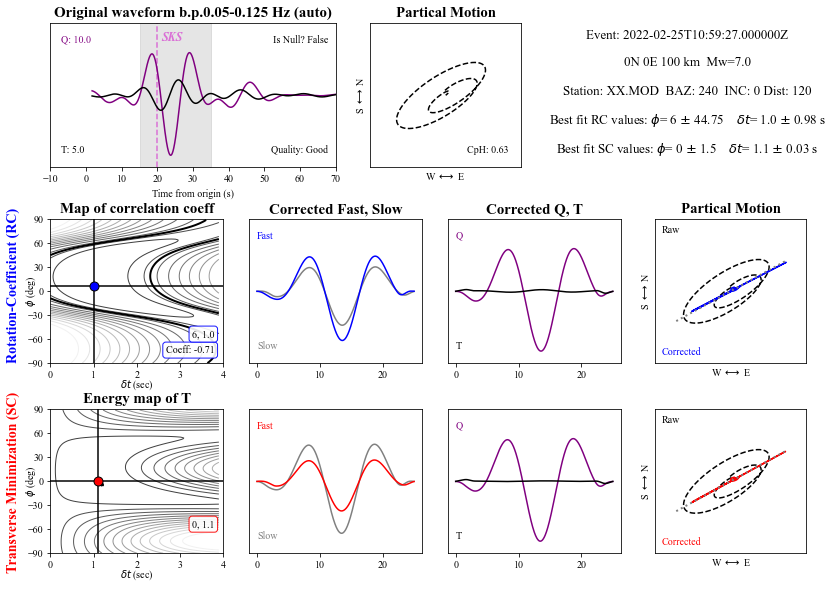 Original waveform b.p.0.05-0.125 Hz (auto)
Q: 10.0
SKS
Is Null? False
T: 5.0
Quality: Good
−10 0 10 20 30 40 50 60 70
Time from origin (s)
Partical Motion
S ⟷ N
CpH: 0.63
W ⟷ E
Event: 2022-02-25T10:59:27.000000Z
0N 0E 100 km Mw=7.0
Station: XX.MOD BAZ: 240 INC: 0 Dist: 120
Best fit RC values: ϕ= 6 ± 44.75 δt= 1.0 ± 0.98 s
Best fit SC values: ϕ= 0 ± 1.5 δt= 1.1 ± 0.03 s
Rotation-Coefficient (RC)
Map of correlation coeff
90
60
30
0
−30
−60
−90
ϕ (deg)
6, 1.0
Coeff: -0.71
0 1 2 3 4
δt (sec)
Corrected Fast, Slow
Fast
Slow
0 10 20
Corrected Q, T
Q
T
0 10 20
Partical Motion
Raw
S ⟷ N
Corrected
W ⟷ E
Transverse Minimization (SC)
Energy map of T
90
60
30
0
−30
−60
−90
ϕ (deg)
0, 1.1
0 1 2 3 4
δt (sec)
Fast
Slow
0 10 20
Q
T
0 10 20
Raw
S ⟷ N
Corrected
W ⟷ E